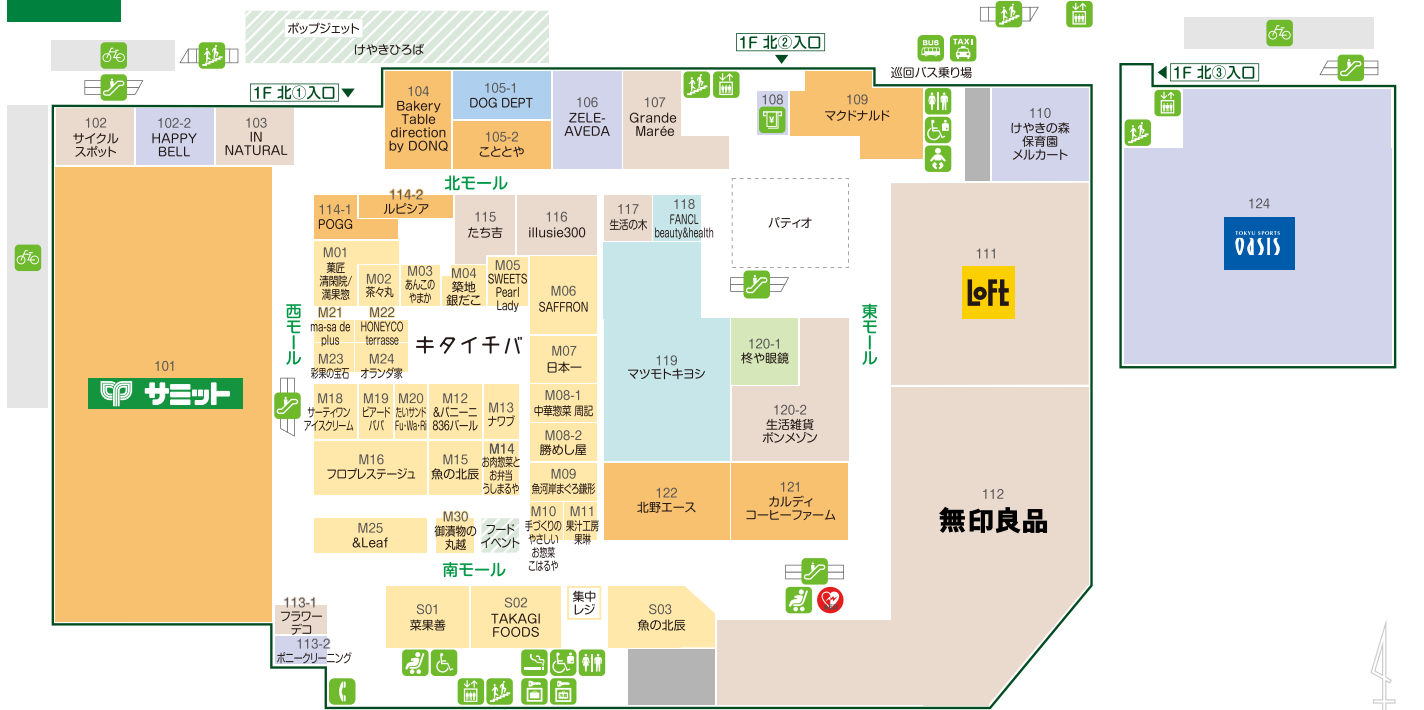 ポップジェット
けやきひろば
1F 北②入口
BUS
TAXI
巡回バス乗り場
1F 北③入口
1F 北①入口
104
Bakery
Table
direction
by DONQ
105-1
DOG DEPT
105-2
こととや
106
ZELE-
AVEDA
107
Grande
Marée
108
109
マクドナルド
110
けやきの森
保育園
メルカート
102
サイクル
スポット
102-2
HAPPY
BELL
103
IN
NATURAL
北モール
101
サミット
114-1
POGG
114-2
ルピシア
115
たち吉
116
illusie300
117
生活の木
118
FANCL
beauty&health
パティオ
111
LoFt
124
TOKYU SPORTS
OASIS
M01
菓匠
清閑院/
満果惣
M02
茶々丸
M03
あんこの
やまか
M04
築地
銀だこ
M05
SWEETS
Pearl
Lady
M06
SAFFRON
西モール
M21
ma-sa de
plus
M22
HONEYCO
terrasse
キタイチバ
M23
彩果の宝石
M24
オランダ家
M07
日本一
119
マツモトキヨシ
120-1
柊や眼鏡
東モール
M18
サーティワン
アイスクリーム
M19
ビアード
パパ
M20
たいサンド
Fu・Wa・Ri
M12
&パニーニ
836バール
M13
ナワブ
M08-1
中華惣菜 周記
M08-2
勝めし屋
120-2
生活雑貨
ボンメゾン
M16
フロプレステージュ
M15
魚の北辰
M14
お肉惣菜と
お弁当
うしまるや
M09
魚河岸まぐろ鎌形
122
北野エース
121
カルディ
コーヒーファーム
112
無印良品
M25
&Leaf
M30
御漬物の
丸越
フード
イベント
M10
手づくりの
やさしい
お惣菜
こはるや
M11
果汁工房
果琳
南モール
113-1
フラワー
デコ
113-2
ポニークリーニング
S01
菜果善
S02
TAKAGI
FOODS
集中
レジ
S03
魚の北辰